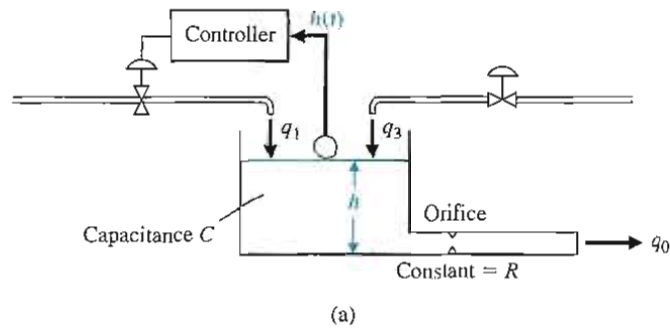 Controller
h(t)
q1
q3
h
Capacitance C
Orifice
q0
Constant = R
(a)